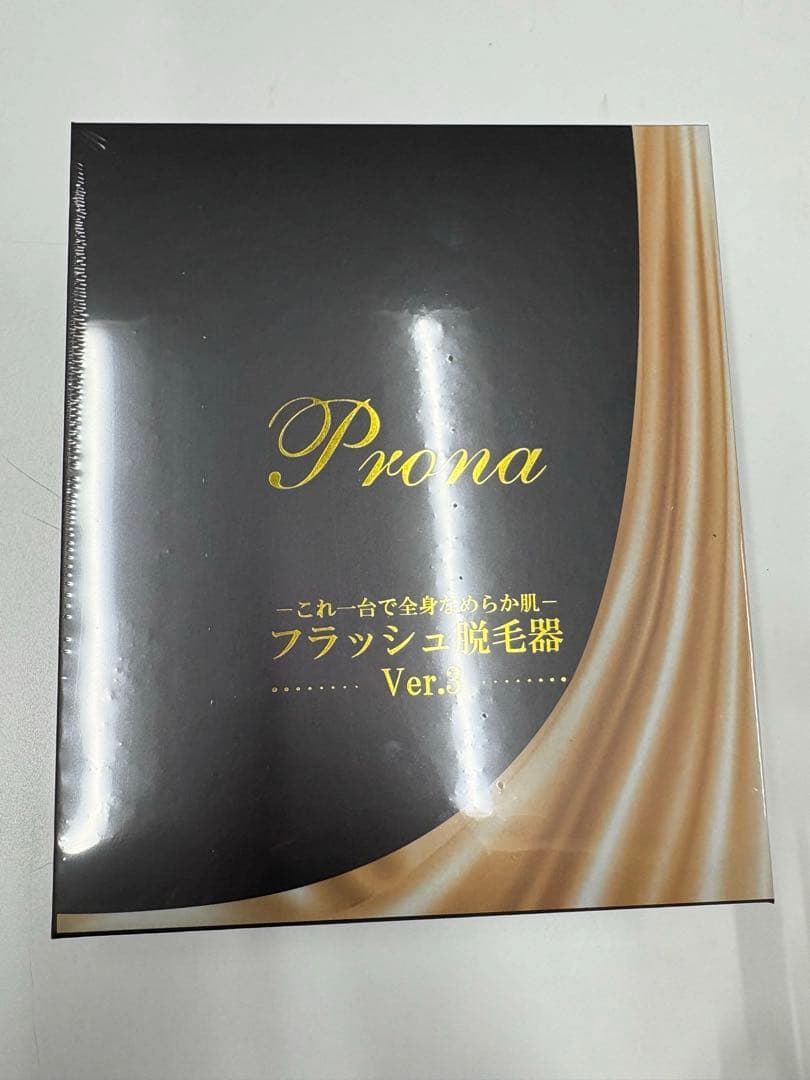 Prona
－これ一台で全身なめらか肌－
フラッシュ脱毛器
Ver.3